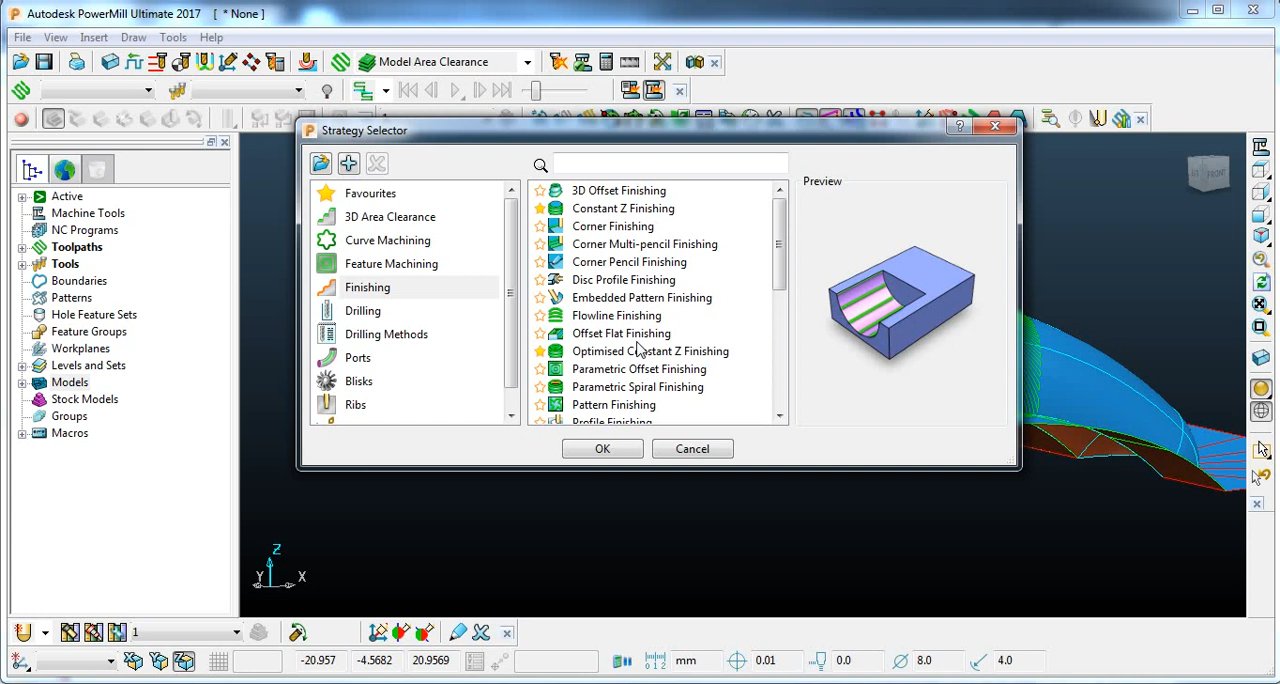 Autodesk PowerMill Ultimate 2017 [ * None ]
File View Insert Draw Tools Help
Model Area Clearance
Strategy Selector
Preview
Active
Machine Tools
NC Programs
Toolpaths
Tools
Boundaries
Patterns
Hole Feature Sets
Feature Groups
Workplanes
Levels and Sets
Models
Stock Models
Groups
Macros
Favourites
3D Area Clearance
Curve Machining
Feature Machining
Finishing
Drilling
Drilling Methods
Ports
Blisks
Ribs
3D Offset Finishing
Constant Z Finishing
Corner Finishing
Corner Multi-pencil Finishing
Corner Pencil Finishing
Disc Profile Finishing
Embedded Pattern Finishing
Flowline Finishing
Offset Flat Finishing
Optimised Constant Z Finishing
Parametric Offset Finishing
Parametric Spiral Finishing
Pattern Finishing
Profile Finishing
OK Cancel
FRONT
Z
Y X
1
-20.957 -4.5682 20.9569 mm 0.01 0.0 8.0 4.0